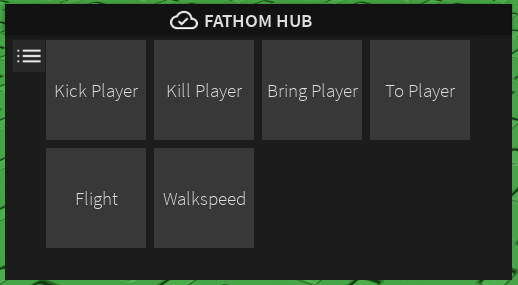 FATHOM HUB
Kick Player
Kill Player
Bring Player
To Player
Flight
Walkspeed